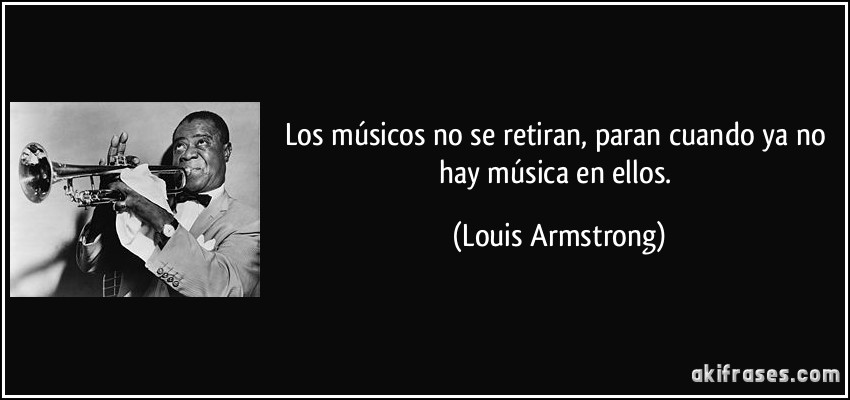 Los músicos no se retiran, paran cuando ya no
hay música en ellos.
(Louis Armstrong)
akifrases.com